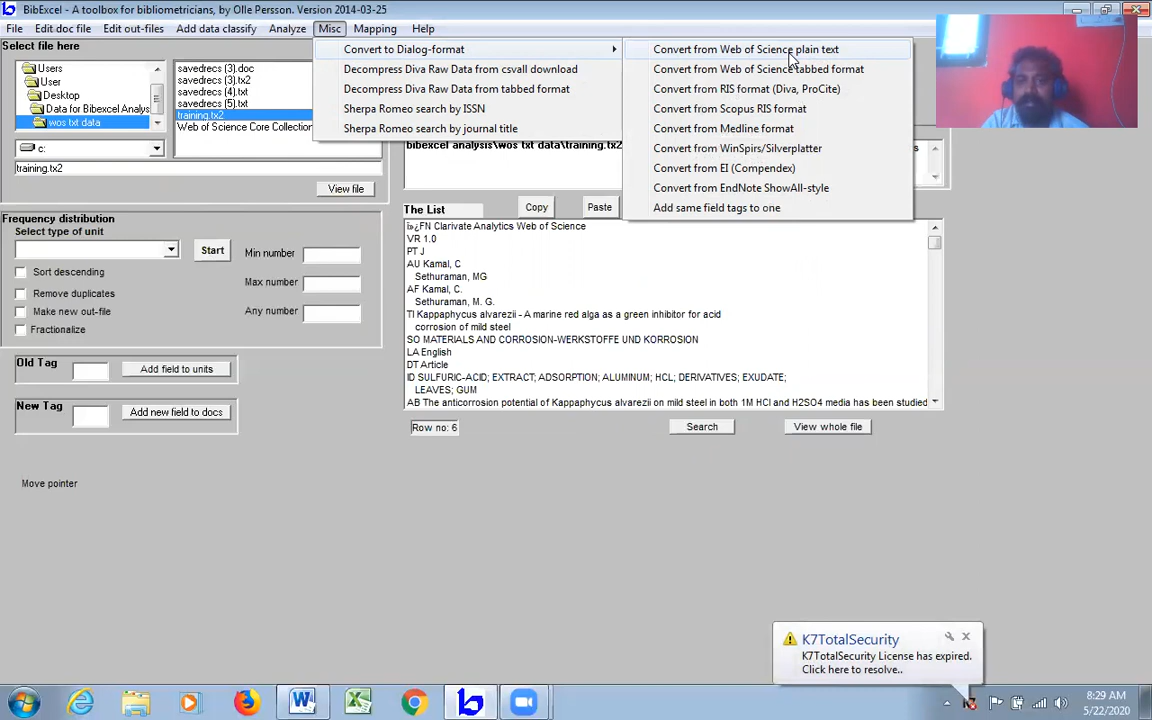 BibExcel - A toolbox for bibliometricians, by Olle Persson. Version 2014-03-25
File Edit doc file Edit out-files Add data classify Analyze Misc Mapping Help
Select file here
Users
User
Desktop
Data for Bibexcel Analys
wos txt data
savedrecs (3).doc
savedrecs (3).tx2
savedrecs (4).txt
savedrecs (5).txt
training.tx2
Web of Science Core Collection
c:
training.tx2
View file
Convert to Dialog-format
Decompress Diva Raw Data from csvall download
Decompress Diva Raw Data from tabbed format
Sherpa Romeo search by ISSN
Sherpa Romeo search by journal title
Convert from Web of Science plain text
Convert from Web of Science tabbed format
Convert from RIS format (Diva, ProCite)
Convert from Scopus RIS format
Convert from Medline format
Convert from WinSpirs/Silverplatter
Convert from EI (Compendex)
Convert from EndNote ShowAll-style
Add same field tags to one
bibexcel analysis\wos txt data\training.tx2
Frequency distribution
Select type of unit
Start
Sort descending
Remove duplicates
Make new out-file
Fractionalize
Min number
Max number
Any number
Old Tag
Add field to units
New Tag
Add new field to docs
Move pointer
The List
Copy
Paste
ï»¿FN Clarivate Analytics Web of Science
VR 1.0
PT J
AU Kamal, C
Sethuraman, MG
AF Kamal, C.
Sethuraman, M. G.
TI Kappaphycus alvarezii - A marine red alga as a green inhibitor for acid
corrosion of mild steel
SO MATERIALS AND CORROSION-WERKSTOFFE UND KORROSION
LA English
DT Article
ID SULFURIC-ACID; EXTRACT; ADSORPTION; ALUMINUM; HCL; DERIVATIVES; EXUDATE;
LEAVES; GUM
AB The anticorrosion potential of Kappaphycus alvarezii on mild steel in both 1M HCl and H2SO4 media has been studied
Row no: 6
Search
View whole file
K7TotalSecurity
K7TotalSecurity License has expired.
Click here to resolve..
8:29 AM
5/22/2020